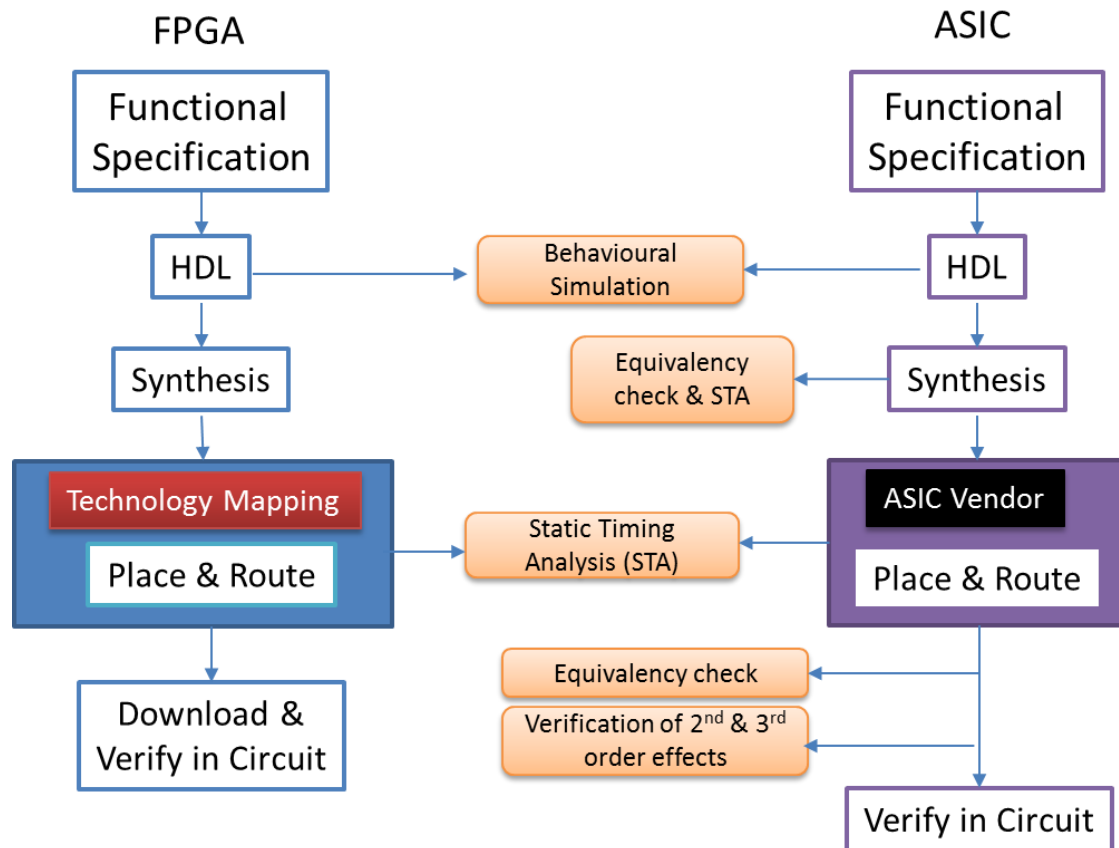 FPGA
ASIC
Functional
Specification
Functional
Specification
HDL
Behavioural
Simulation
HDL
Synthesis
Equivalency
check & STA
Synthesis
Technology Mapping
Place & Route
Static Timing
Analysis (STA)
ASIC Vendor
Place & Route
Equivalency check
Verification of 2nd & 3rd
order effects
Download &
Verify in Circuit
Verify in Circuit